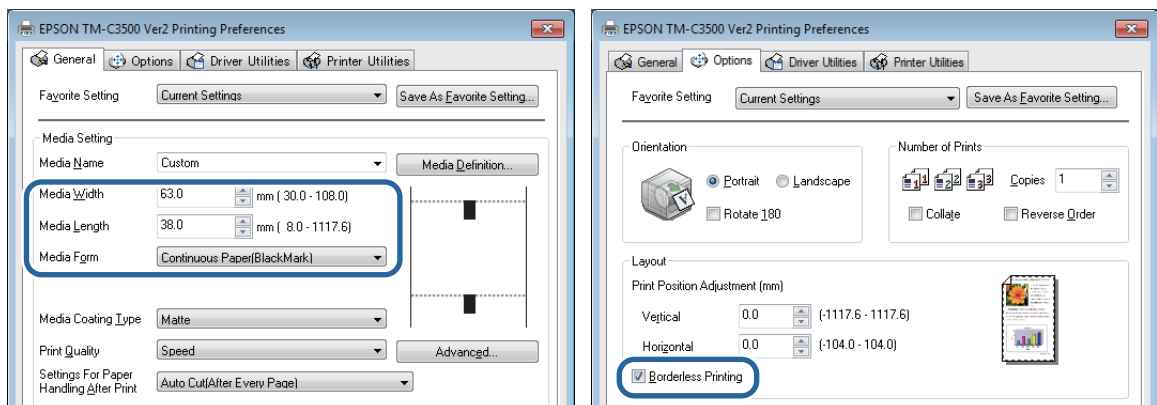 EPSON TM-C3500 Ver2 Printing Preferences
General Options Driver Utilities Printer Utilities
Favorite Setting Current Settings Save As Favorite Setting...
Media Setting
Media Name Custom Media Definition...
Media Width 63.0 mm ( 30.0 - 108.0)
Media Length 38.0 mm ( 8.0 - 1117.6)
Media Form Continuous Paper(BlackMark)
Media Coating Type Matte
Print Quality Speed Advanced...
Settings For Paper
Handling After Print Auto Cut(After Every Page)
EPSON TM-C3500 Ver2 Printing Preferences
General Options Driver Utilities Printer Utilities
Favorite Setting Current Settings Save As Favorite Setting...
Orientation
Portrait Landscape
Rotate 180
Number of Prints
1 1 2 2 3 3 Copies 1
Collate Reverse Order
Layout
Print Position Adjustment (mm)
Vertical 0.0 (-1117.6 - 1117.6)
Horizontal 0.0 (-104.0 - 104.0)
Borderless Printing